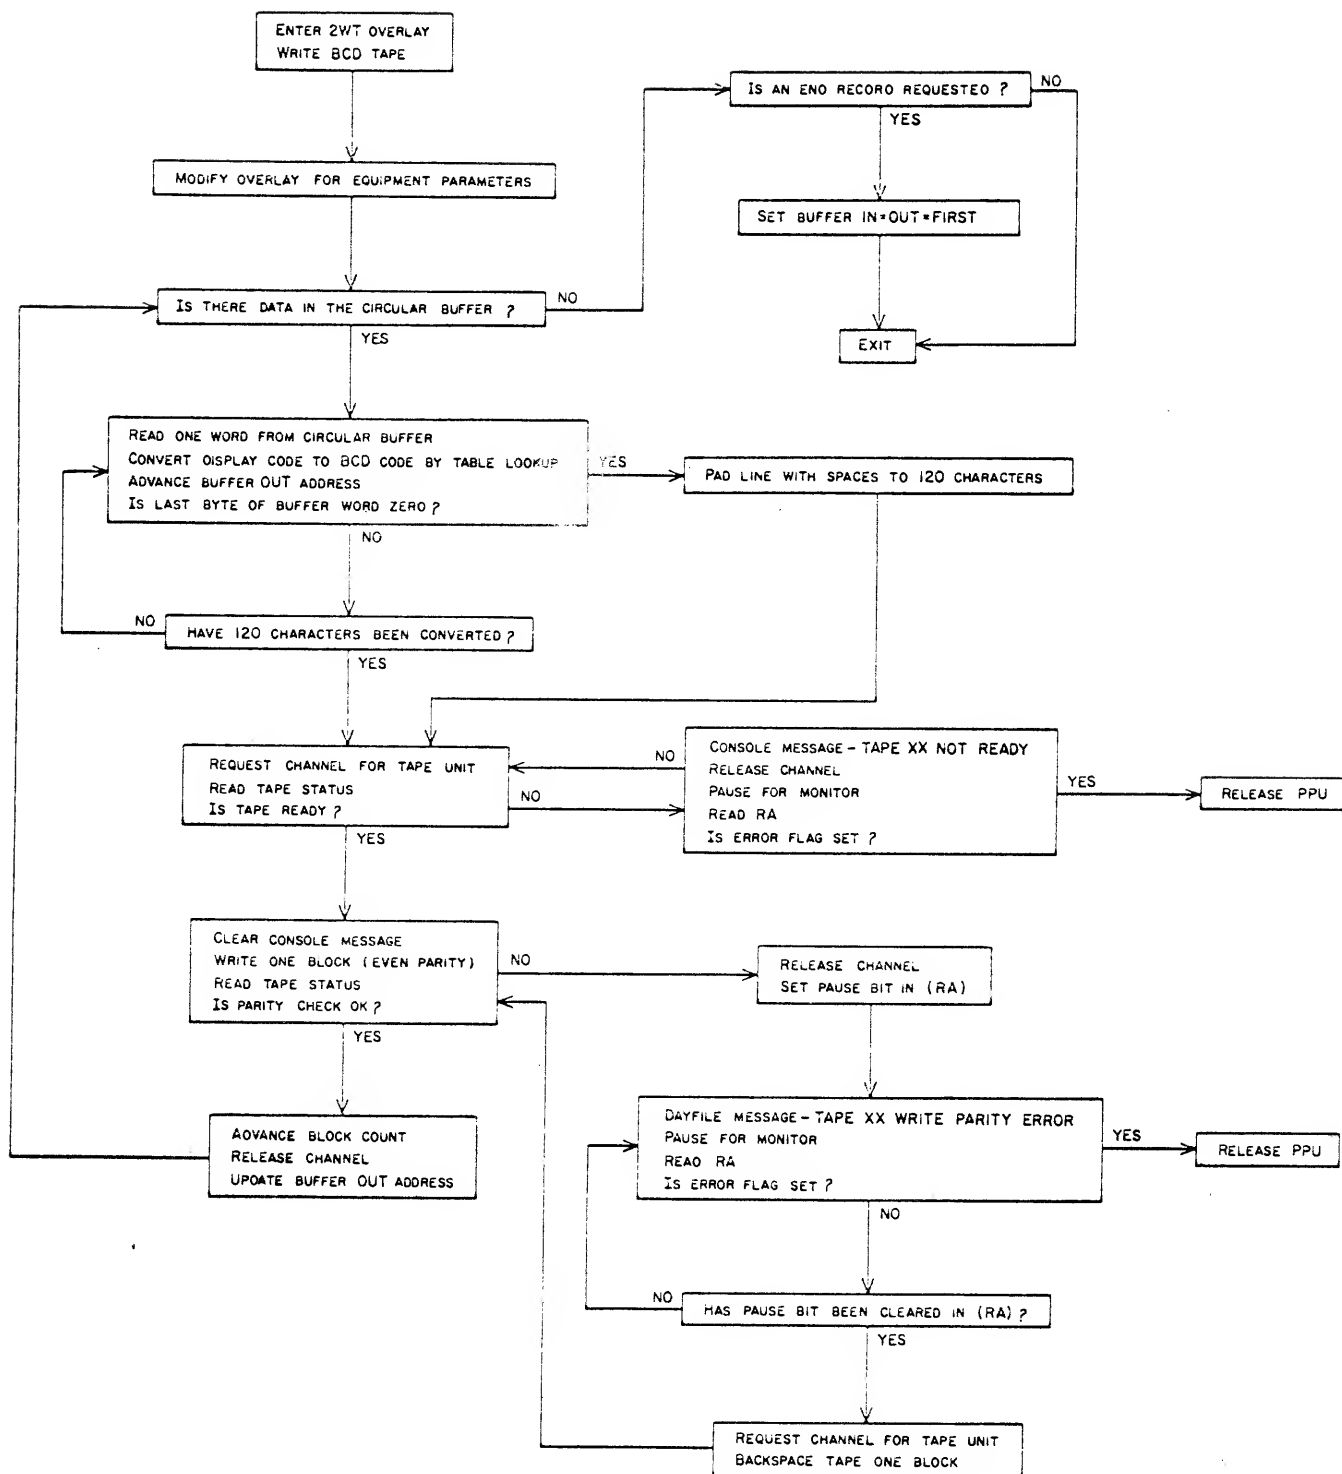 ENTER 2WT OVERLAY
WRITE BCD TAPE
IS AN ENO RECORD REQUESTEO ?
NO
YES
MODIFY OVERLAY FOR EQUIPMENT PARAMETERS
SET BUFFER IN=OUT=FIRST
IS THERE DATA IN THE CIRCULAR BUFFER ?
NO
YES
EXIT
READ ONE WORD FROM CIRCULAR BUFFER
CONVERT OISPLAY CODE TO BCD CODE BY TABLE LOOKUP
ADVANCE BUFFER OUT ADDRESS
IS LAST BYTE OF BUFFER WORD ZERO ?
YES
NO
PAD LINE WITH SPACES TO 120 CHARACTERS
NO
HAVE 120 CHARACTERS BEEN CONVERTED ?
YES
REQUEST CHANNEL FOR TAPE UNIT
READ TAPE STATUS
IS TAPE READY ?
NO
NO
YES
CONSOLE MESSAGE - TAPE XX NOT READY
RELEASE CHANNEL
PAUSE FOR MONITOR
READ RA
IS ERROR FLAG SET ?
YES
RELEASE PPU
CLEAR CONSOLE MESSAGE
WRITE ONE BLOCK (EVEN PARITY)
READ TAPE STATUS
IS PARITY CHECK OK ?
NO
YES
RELEASE CHANNEL
SET PAUSE BIT IN (RA)
AOVANCE BLOCK COUNT
RELEASE CHANNEL
UPDATE BUFFER OUT ADDRESS
DAYFILE MESSAGE - TAPE XX WRITE PARITY ERROR
PAUSE FOR MONITOR
REAO RA
IS ERROR FLAG SET ?
YES
RELEASE PPU
NO
NO
HAS PAUSE BIT BEEN CLEARED IN (RA) ?
YES
REQUEST CHANNEL FOR TAPE UNIT
BACKSPACE TAPE ONE BLOCK